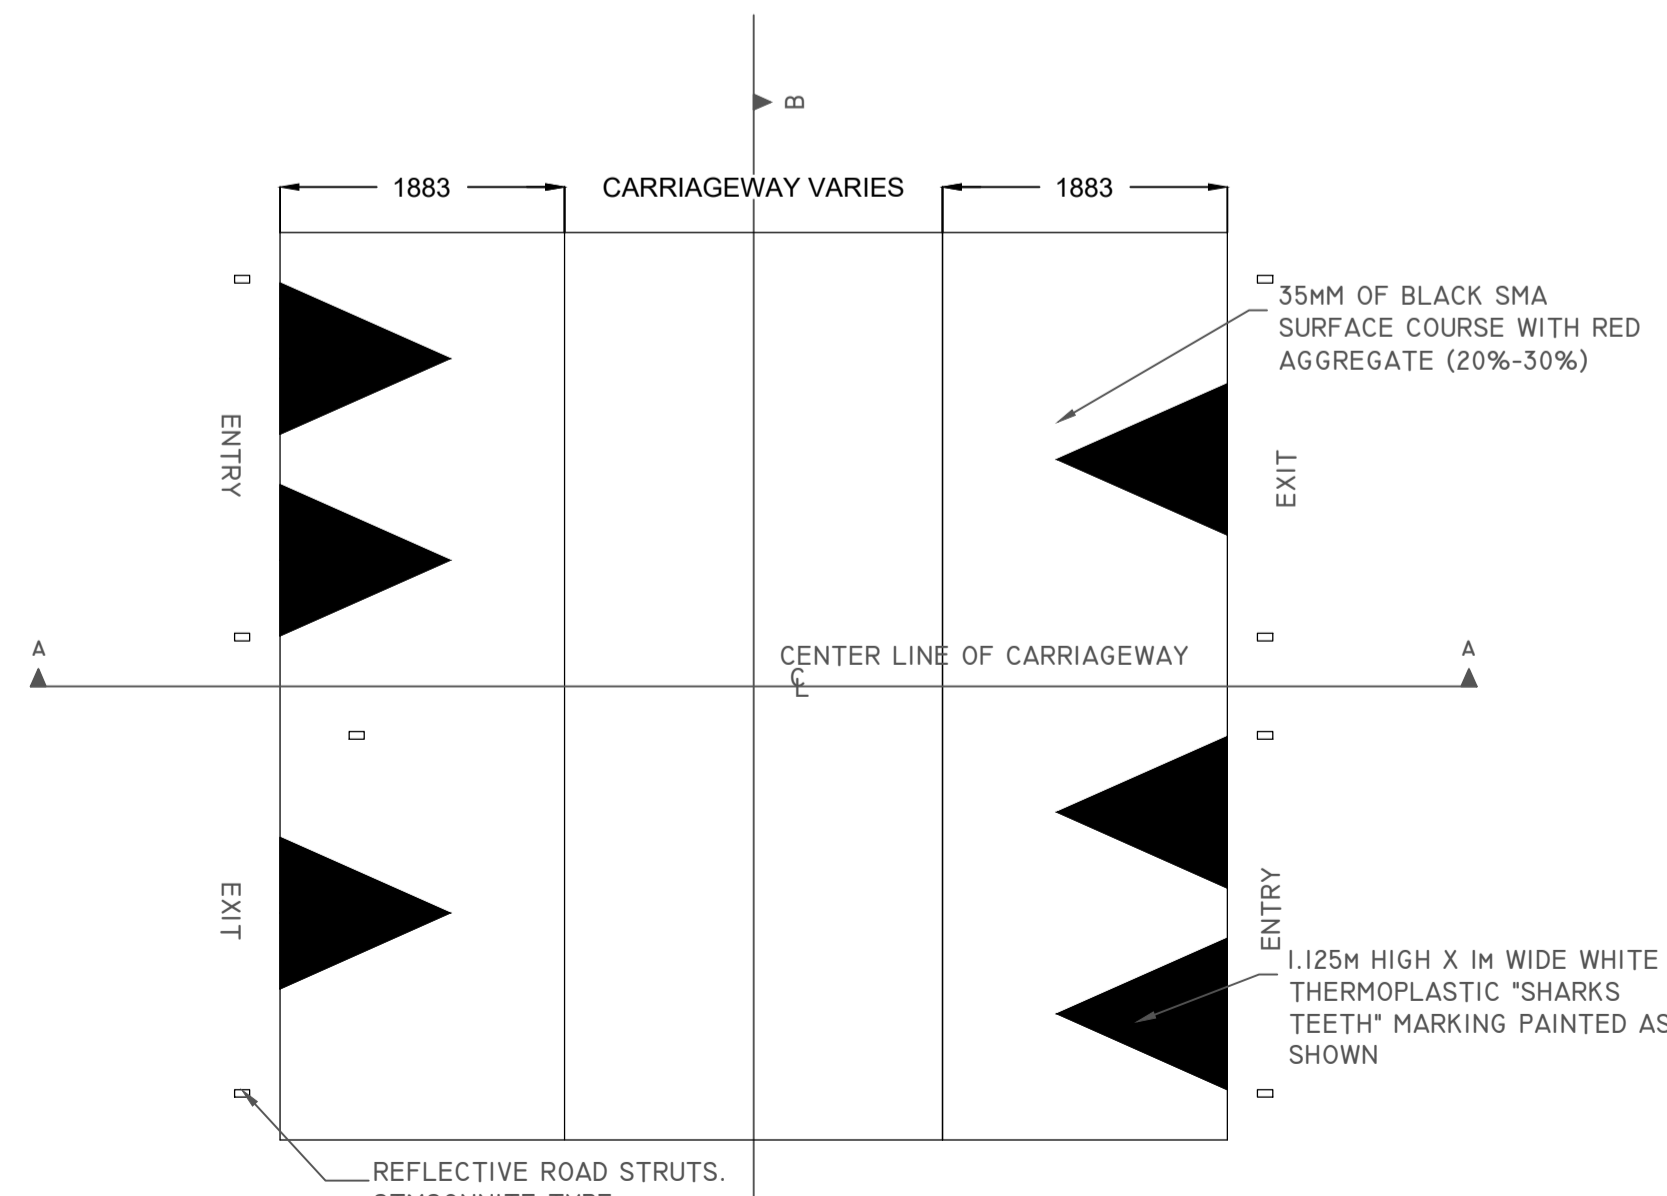 B
1883
CARRIAGEWAY VARIES
1883
35MM OF BLACK SMA
SURFACE COURSE WITH RED
AGGREGATE (20%-30%)
ENTRY
EXIT
A
CENTER LINE OF CARRIAGEWAY
CL
A
EXIT
ENTRY
1.125M HIGH X 1M WIDE WHITE
THERMOPLASTIC "SHARKS
TEETH" MARKING PAINTED AS
SHOWN
REFLECTIVE ROAD STRUTS.